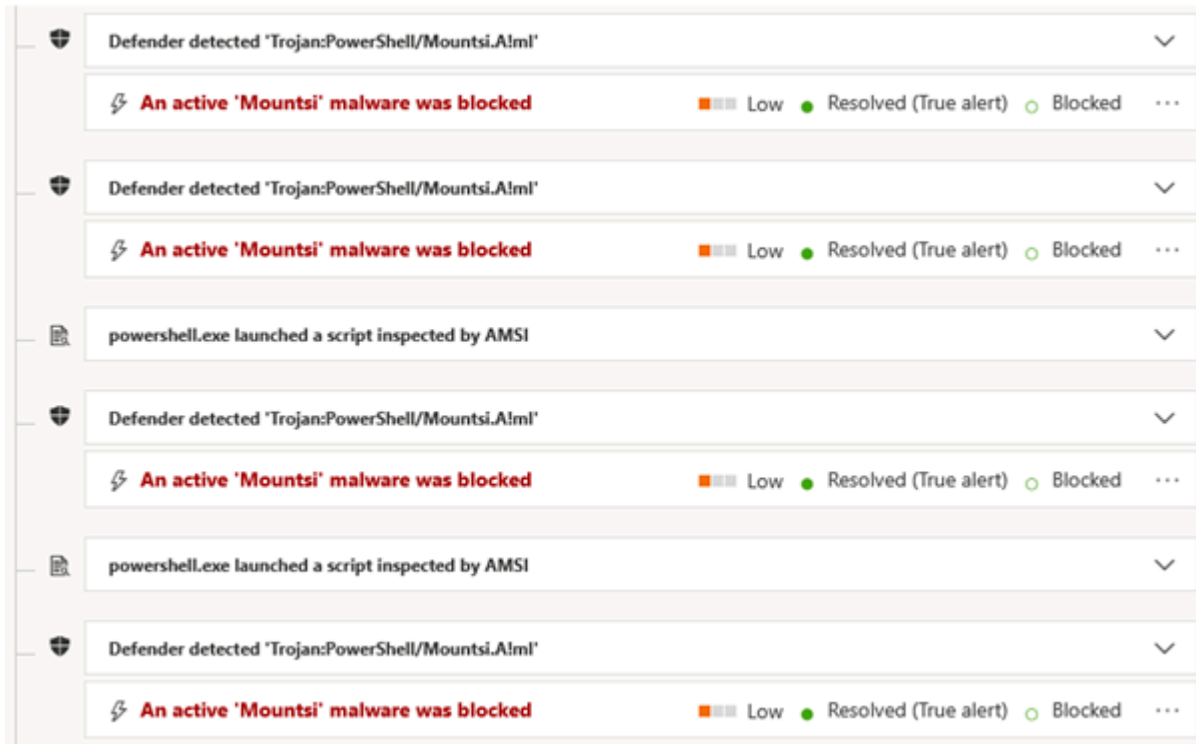 Defender detected 'Trojan:PowerShell/Mountsi.A!ml'
An active 'Mountsi' malware was blocked Low Resolved (True alert) Blocked ...
Defender detected 'Trojan:PowerShell/Mountsi.A!ml'
An active 'Mountsi' malware was blocked Low Resolved (True alert) Blocked ...
powershell.exe launched a script inspected by AMSI
Defender detected 'Trojan:PowerShell/Mountsi.A!ml'
An active 'Mountsi' malware was blocked Low Resolved (True alert) Blocked ...
powershell.exe launched a script inspected by AMSI
Defender detected 'Trojan:PowerShell/Mountsi.A!ml'
An active 'Mountsi' malware was blocked Low Resolved (True alert) Blocked ...